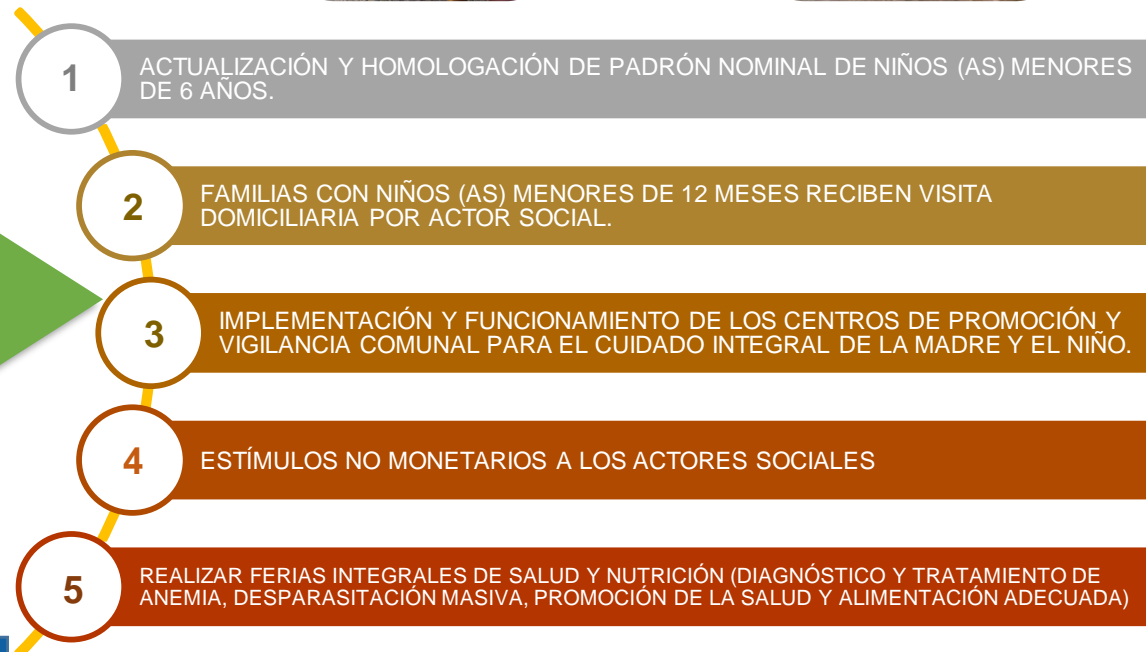 1
ACTUALIZACIÓN Y HOMOLOGACIÓN DE PADRÓN NOMINAL DE NIÑOS (AS) MENORES
DE 6 AÑOS.
2
FAMILIAS CON NIÑOS (AS) MENORES DE 12 MESES RECIBEN VISITA
DOMICILIARIA POR ACTOR SOCIAL.
3
IMPLEMENTACIÓN Y FUNCIONAMIENTO DE LOS CENTROS DE PROMOCIÓN Y
VIGILANCIA COMUNAL PARA EL CUIDADO INTEGRAL DE LA MADRE Y EL NIÑO.
4
ESTÍMULOS NO MONETARIOS A LOS ACTORES SOCIALES
5
REALIZAR FERIAS INTEGRALES DE SALUD Y NUTRICIÓN (DIAGNÓSTICO Y TRATAMIENTO DE
ANEMIA, DESPARASITACIÓN MASIVA, PROMOCIÓN DE LA SALUD Y ALIMENTACIÓN ADECUADA)